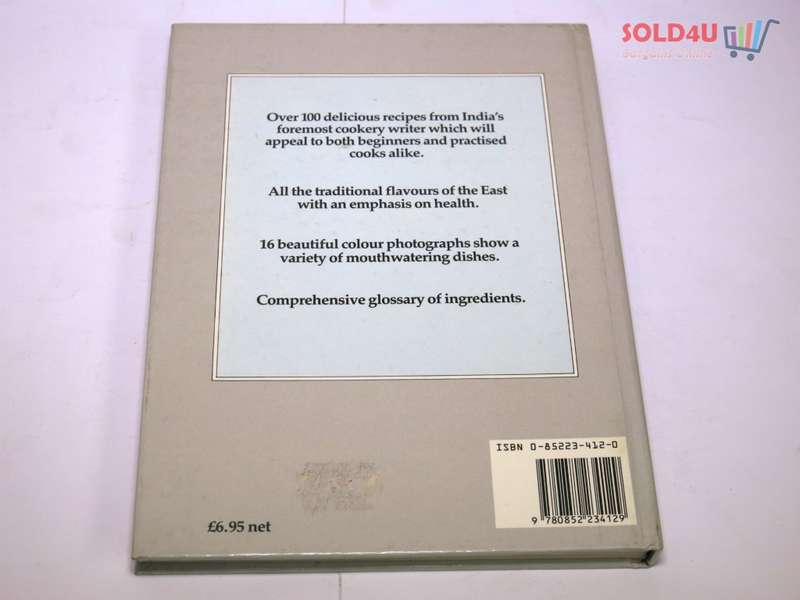 SOLD4U
Bargains Online
Over 100 delicious recipes from India's
foremost cookery writer which will
appeal to both beginners and practised
cooks alike.
All the traditional flavours of the East
with an emphasis on health.
16 beautiful colour photographs show a
variety of mouthwatering dishes.
Comprehensive glossary of ingredients.
ISBN 0-85223-412-0
9 780852 234129
£6.95 net